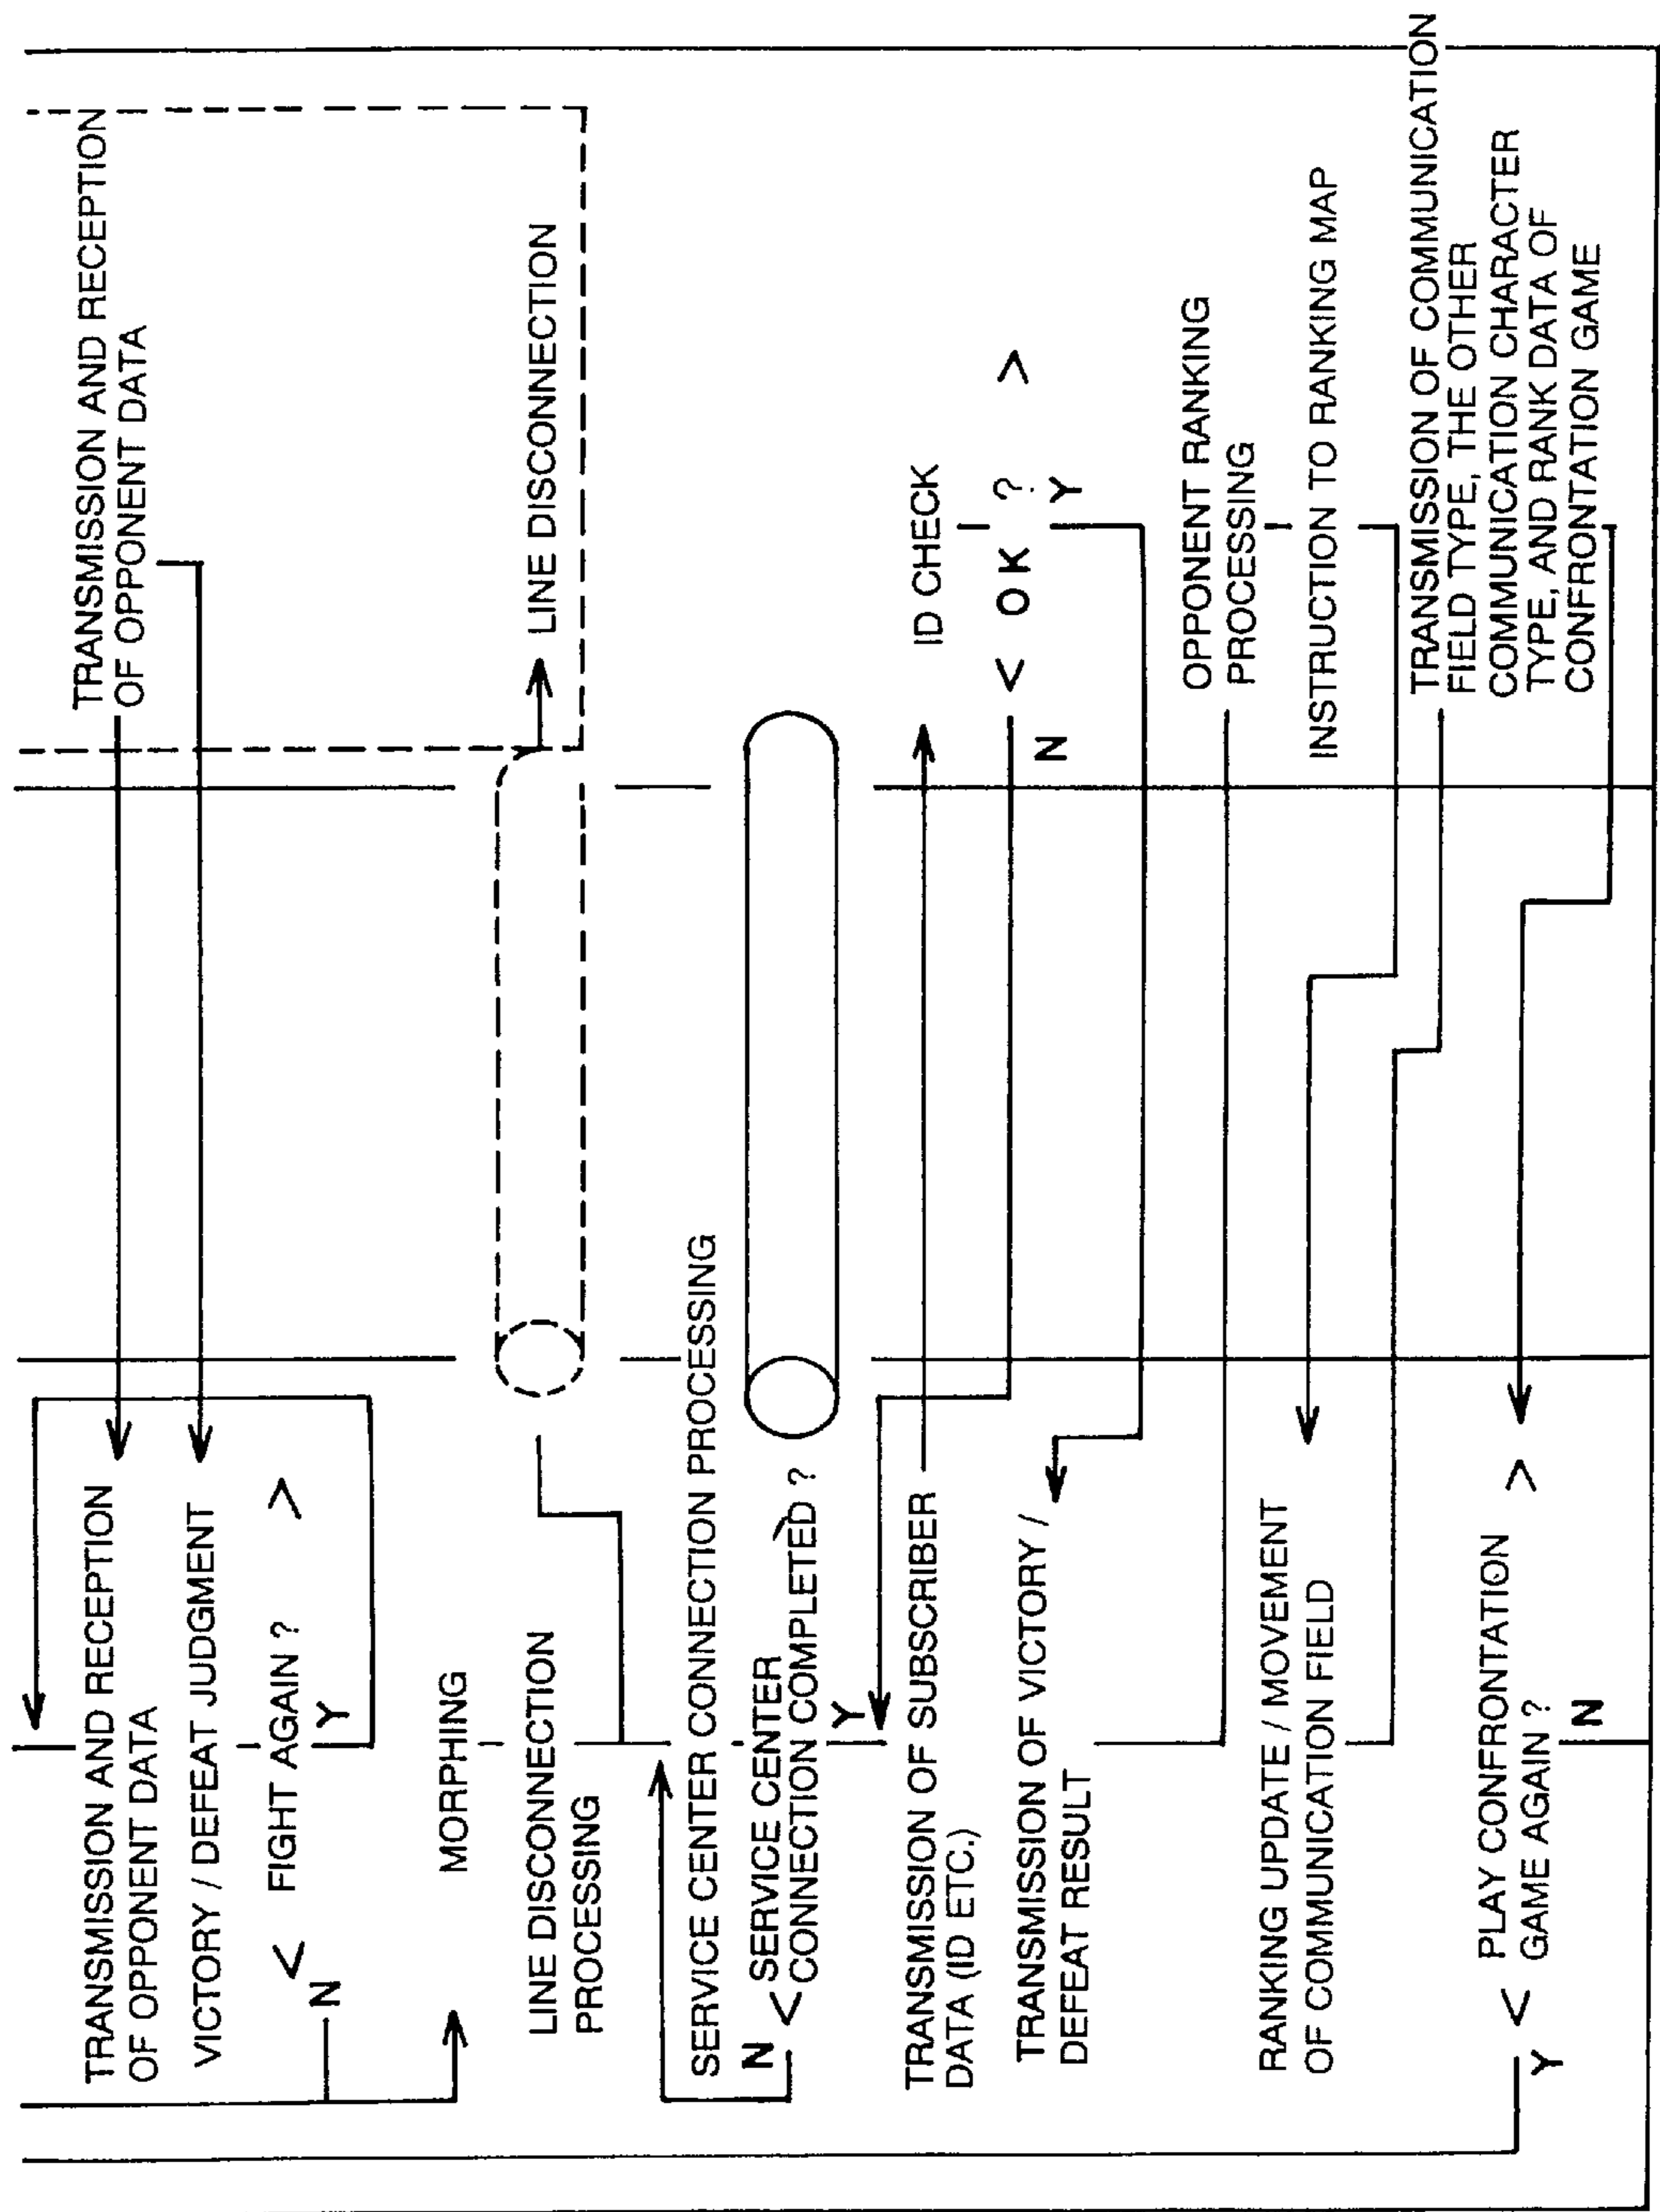 TRANSMISSION AND RECEPTION
OF OPPONENT DATA
TRANSMISSION AND RECEPTION
OF OPPONENT DATA
VICTORY / DEFEAT JUDGMENT
< FIGHT AGAIN ? >
N
Y
MORPHING
LINE DISCONNECTION
PROCESSING
LINE DISCONNECTION
SERVICE CENTER CONNECTION PROCESSING
N
< SERVICE CENTER
CONNECTION COMPLETED ? >
Y
TRANSMISSION OF SUBSCRIBER
DATA (ID ETC.)
ID CHECK
< OK ? >
N
Y
TRANSMISSION OF VICTORY /
DEFEAT RESULT
OPPONENT RANKING
PROCESSING
INSTRUCTION TO RANKING MAP
RANKING UPDATE / MOVEMENT
OF COMMUNICATION FIELD
TRANSMISSION OF COMMUNICATION
FIELD TYPE, THE OTHER
COMMUNICATION CHARACTER
TYPE, AND RANK DATA OF
CONFRONTATION GAME
< PLAY CONFRONTATION >
GAME AGAIN ?
Y
N